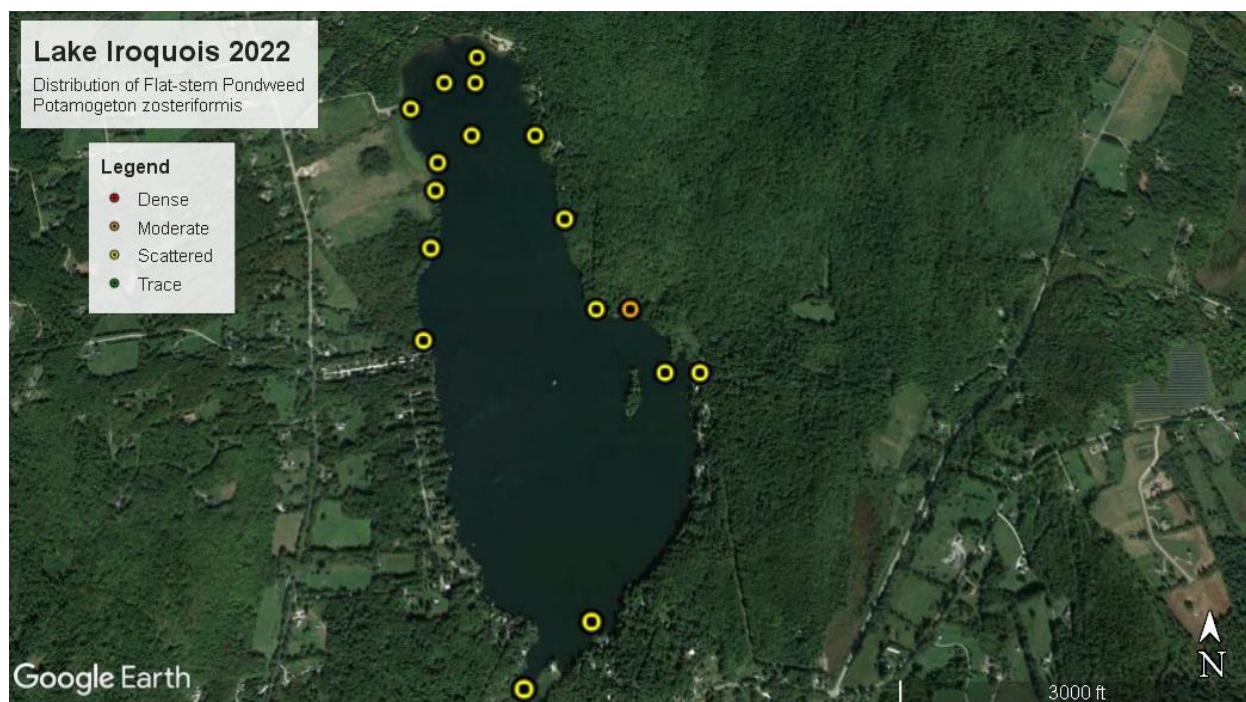 Lake Iroquois 2022
Distribution of Flat-stem Pondweed
Potamogeton zosteriformis
Legend
Dense
Moderate
Scattered
Trace
Google Earth
N
3000 ft